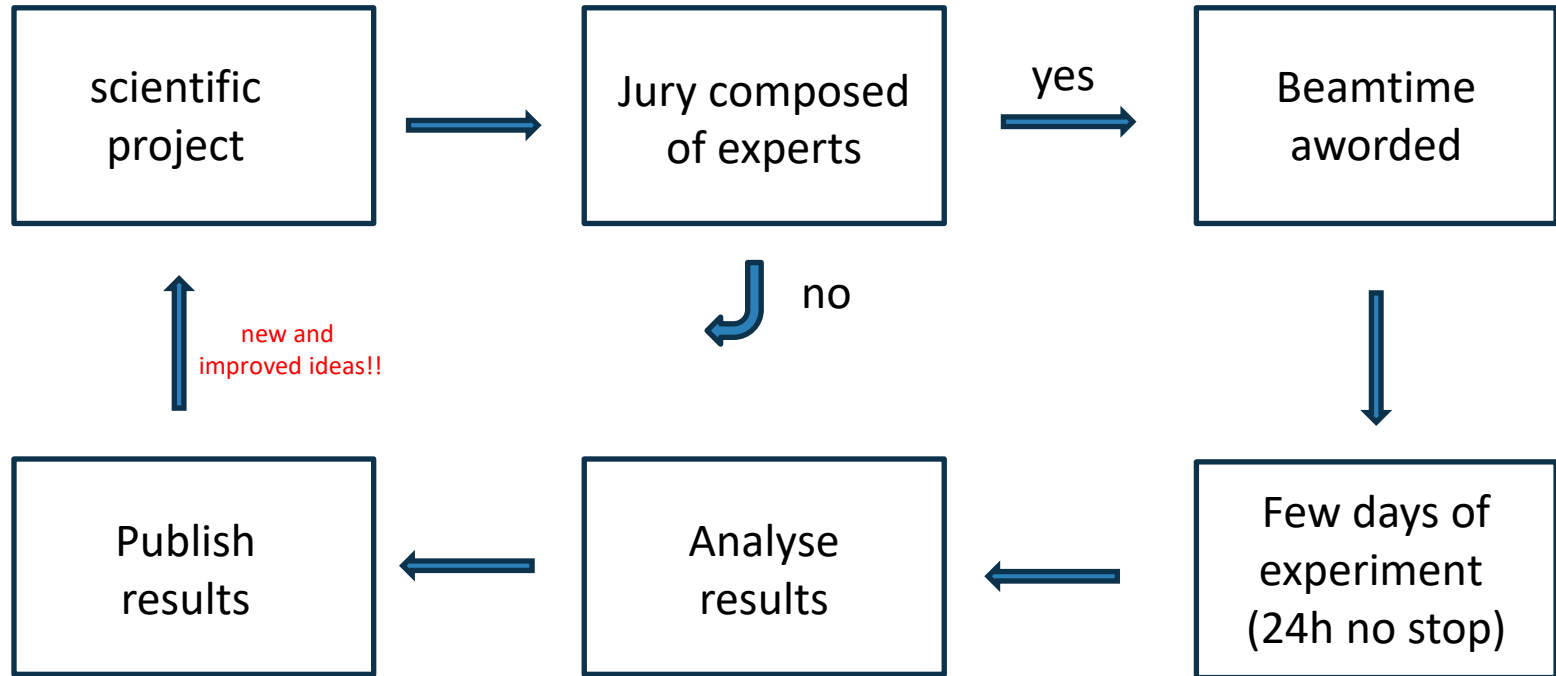 scientific
project
Jury composed
of experts
yes
Beamtime
aworded
no
new and
improved ideas!!
Publish
results
Analyse
results
Few days of
experiment
(24h no stop)